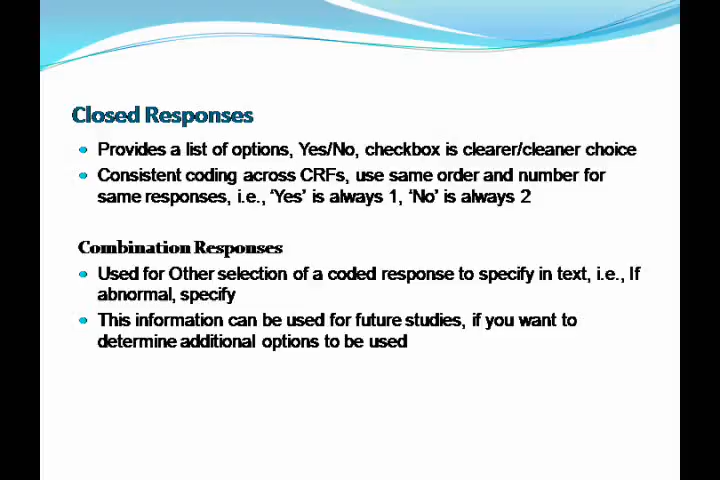 Closed Responses
Provides a list of options, Yes/No, checkbox is clearer/cleaner choice
Consistent coding across CRFs, use same order and number for
same responses, i.e., ‘Yes’ is always 1, ‘No’ is always 2
Combination Responses
Used for Other selection of a coded response to specify in text, i.e., If
abnormal, specify
This information can be used for future studies, if you want to
determine additional options to be used